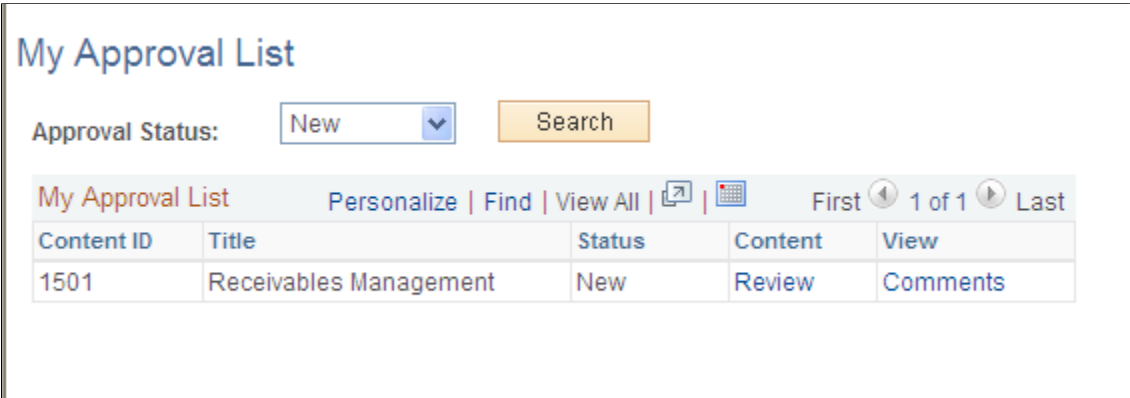 My Approval List
Approval Status: New Search
My Approval List Personalize | Find | View All | | First 1 of 1 Last
Content ID Title Status Content View
1501 Receivables Management New Review Comments